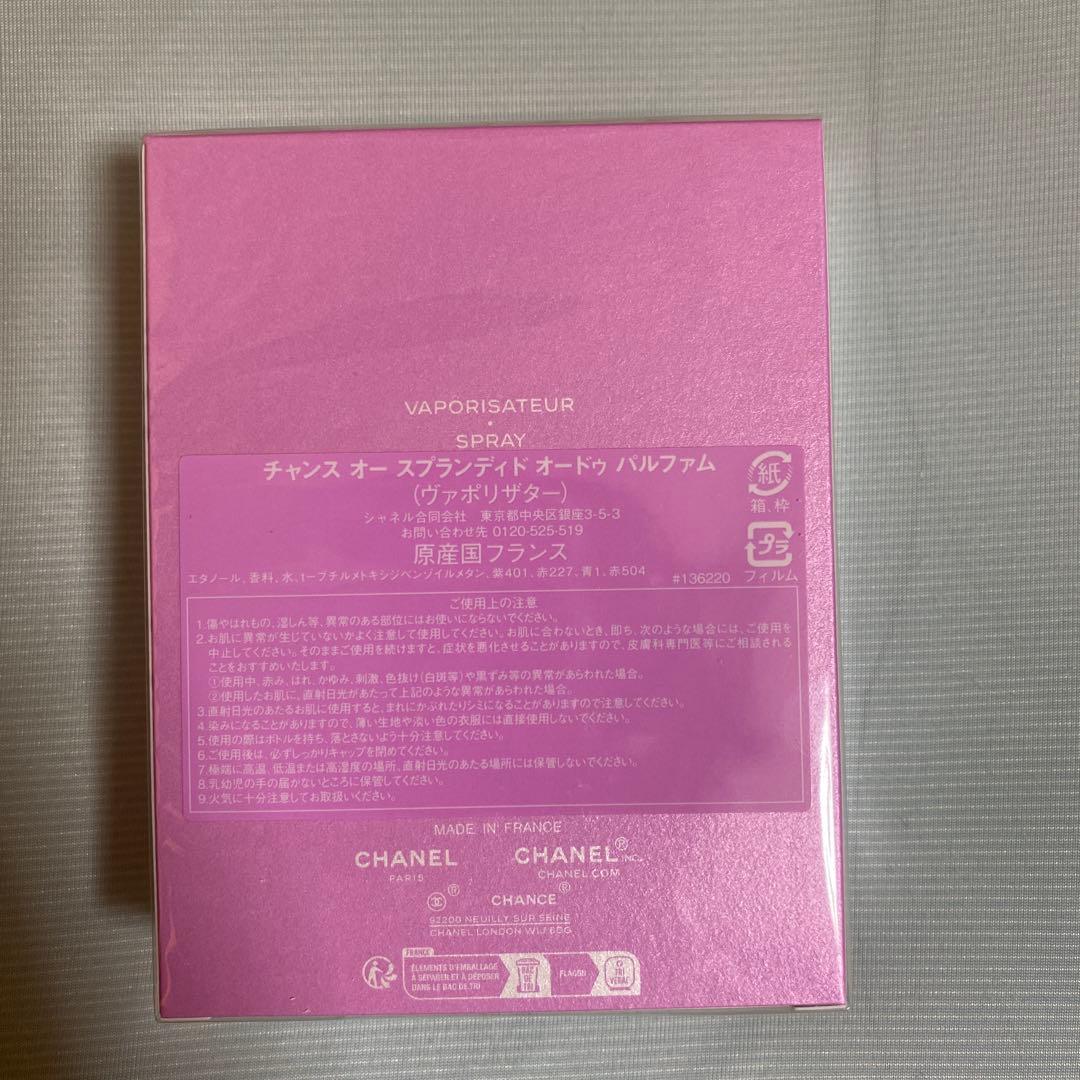 VAPORISATEUR
•
SPRAY
チャンス オー スプランディド オードゥ パルファム
(ヴァポリザター)
シャネル合同会社　東京都中央区銀座3-5-3
お問い合わせ先 0120-525-519
原産国フランス
エタノール、香料、水、t-ブチルメトキシジベンゾイルメタン、紫401、赤227、青1、赤504
#136220
紙
箱、枠
プラ
フィルム
ご使用上の注意
1.傷やはれもの、湿しん等、異常のある部位にはお使いにならないでください。
2.お肌に異常が生じていないかよく注意して使用してください。お肌に合わないとき、即ち、次のような場合には、ご使用を
中止してください。そのままご使用を続けますと、症状を悪化させることがありますので、皮膚科専門医等にご相談される
ことをおすすめいたします。
①使用中、赤み、はれ、かゆみ、刺激、色抜け(白斑等)や黒ずみ等の異常があらわれた場合。
②使用したお肌に、直射日光があたって上記のような異常があらわれた場合。
3.直射日光のあたるお肌に使用すると、まれにかぶれたりシミになることがありますので注意してください。
4.染みになることがありますので、薄い生地や淡い色の衣服には直接使用しないでください。
5.使用の際はボトルを持ち、落とさないよう十分注意してください。
6.ご使用後は、必ずしっかりキャップを閉めてください。
7.極端に高温、低温または高湿度の場所、直射日光のあたる場所には保管しないでください。
8.乳幼児の手の届かないところに保管してください。
9.火気に十分注意してお取扱いください。
MADE IN FRANCE
CHANEL
PARIS
CHANEL® INC.
CHANEL.COM
® CHANCE®
92200 NEUILLY SUR SEINE
CHANEL LONDON W1J 6DG
FRANCE
ÉLÉMENTS D'EMBALLAGE
À SÉPARER ET À DÉPOSER
DANS LE BAC DE TRI
BAC
DE
TRI
FLACON
TRI
VERRE